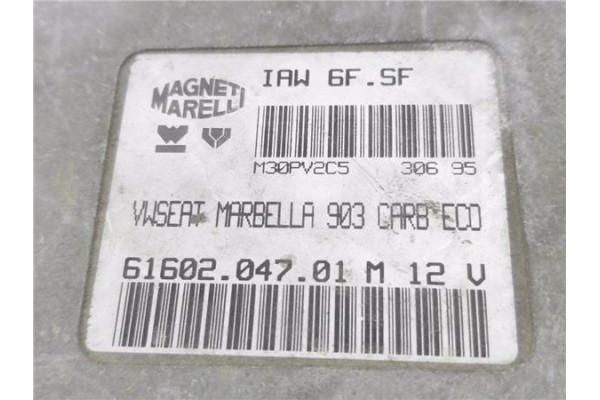 MAGNETI
MARELLI
IAW 6F.SF
M30PV2C5 306 95
VWSEAT MARBELLA 903 CARB ECO
61602.047.01 M 12 V